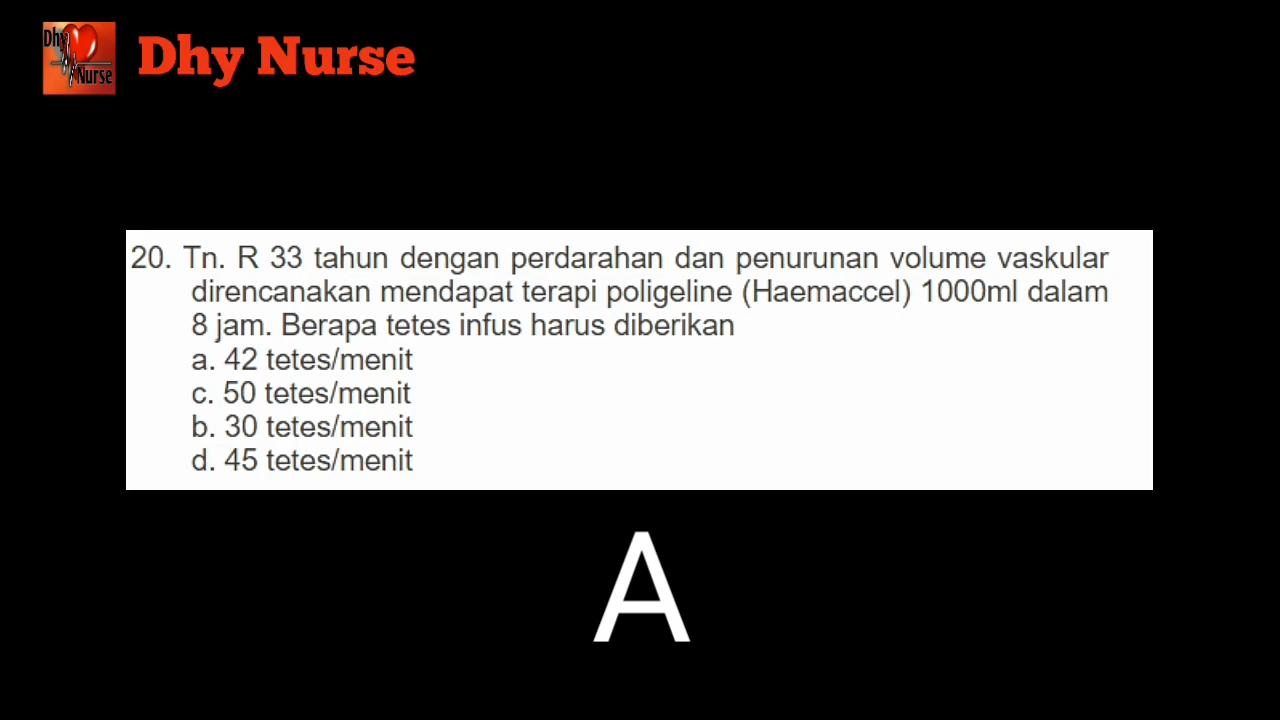 Dhy
Nurse
Dhy Nurse
20. Tn. R 33 tahun dengan perdarahan dan penurunan volume vaskular
direncanakan mendapat terapi poligeline (Haemaccel) 1000ml dalam
8 jam. Berapa tetes infus harus diberikan
a. 42 tetes/menit
c. 50 tetes/menit
b. 30 tetes/menit
d. 45 tetes/menit
A